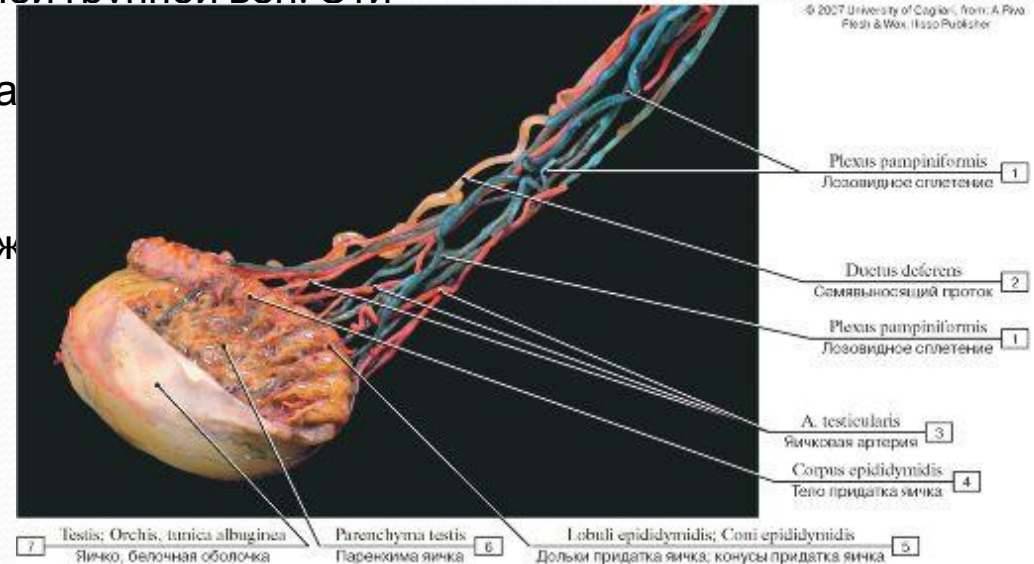 Эти
© 2007 University of Cagliari, from: A. Riva
Flesh & Wax, Ilisso Publisher
а
Plexus pampiniformis
Лозовидное сплетение
1
ж
Ductus deferens
Семявыносящий проток
2
Plexus pampiniformis
Лозовидное сплетение
1
A. testicularis
Яичковая артерия
3
Corpus epididymidis
Тело придатка яичка
4
7 Testis; Orchis, tunica albuginea
Яичко, белочная оболочка
Parenchyma testis
Паренхима яичка
6
Lobuli epididymidis; Coni epididymidis
Дольки придатка яичка; конусы придатка яичка
5